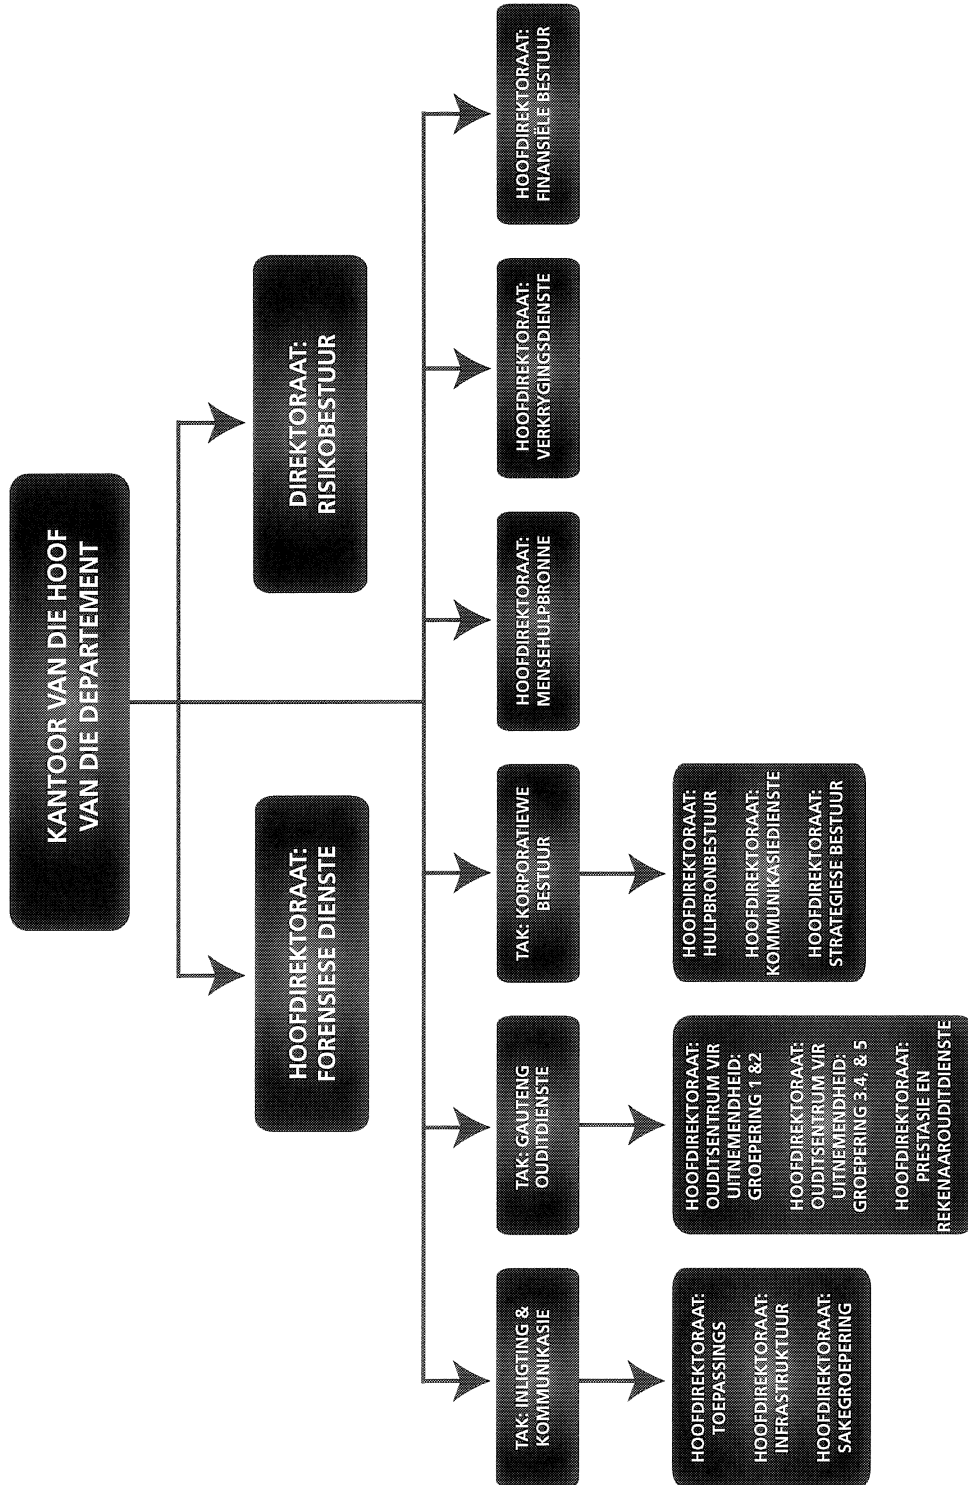 KANTOOR VAN DIE HOOF
VAN DIE DEPARTEMENT
HOOFDIREKTORAAT:
FORENSIESE DIENSTE
DIREKTORAAT:
RISIKOBESTUUR
TAK: INLIGTING &
KOMMUNIKASIE
TAK: GAUTENG
OUDITDIENSTE
TAK: KORPORATIEWE
BESTUUR
HOOFDIREKTORAAT:
MENSEHULPBRONNE
HOOFDIREKTORAAT:
VERKRYGINGSDIENSTE
HOOFDIREKTORAAT:
FINANSIËLE BESTUUR
HOOFDIREKTORAAT:
TOEPASSINGS
HOOFDIREKTORAAT:
INFRASTRUKTUUR
HOOFDIREKTORAAT:
SAKEGROEPERING
HOOFDIREKTORAAT:
OUDITSENTRUM VIR
UITNEMENDHEID:
GROEPERING 1 &2
HOOFDIREKTORAAT:
OUDITSENTRUM VIR
UITNEMENDHEID:
GROEPERING 3.4, & 5
HOOFDIREKTORAAT:
PRESTASIE EN
REKENAAROUDITDIENSTE
HOOFDIREKTORAAT:
HULPBRONBESTUUR
HOOFDIREKTORAAT:
KOMMUNIKASIEDIENSTE
HOOFDIREKTORAAT:
STRATEGIESE BESTUUR